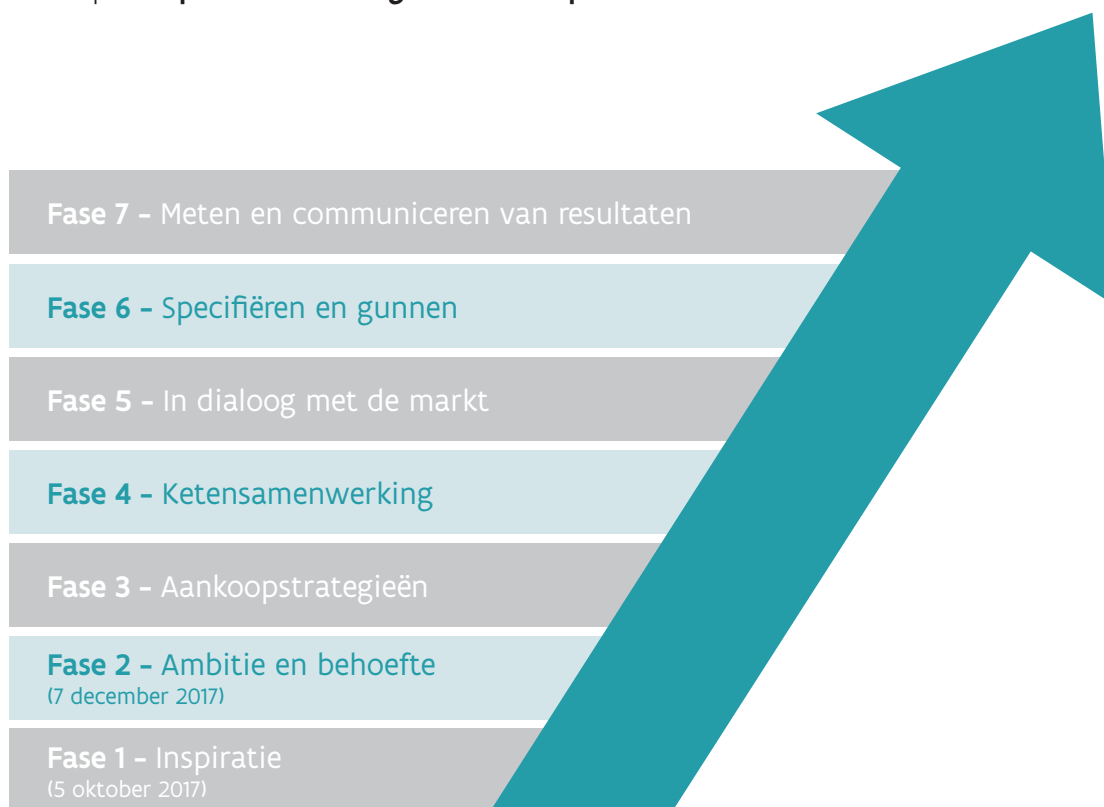 Fase 7 - Meten en communiceren van resultaten
Fase 6 - Specifiëren en gunnen
Fase 5 - In dialoog met de markt
Fase 4 - Ketensamenwerking
Fase 3 - Aankoopstrategieën
Fase 2 - Ambitie en behoefte
(7 december 2017)
Fase 1 - Inspiratie
(5 oktober 2017)